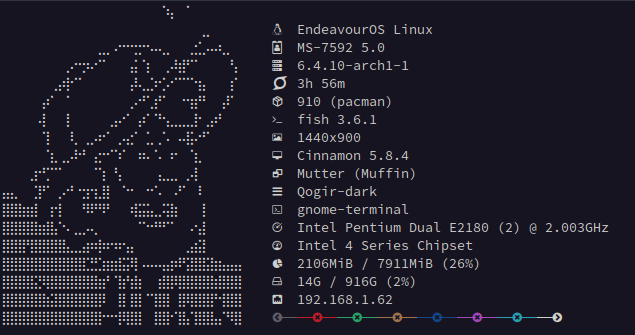 EndeavourOS Linux
MS-7592 5.0
6.4.10-arch1-1
3h 56m
910 (pacman)
fish 3.6.1
1440x900
Cinnamon 5.8.4
Mutter (Muffin)
Qogir-dark
gnome-terminal
Intel Pentium Dual E2180 (2) @ 2.003GHz
Intel 4 Series Chipset
2106MiB / 7911MiB (26%)
14G / 916G (2%)
192.168.1.62